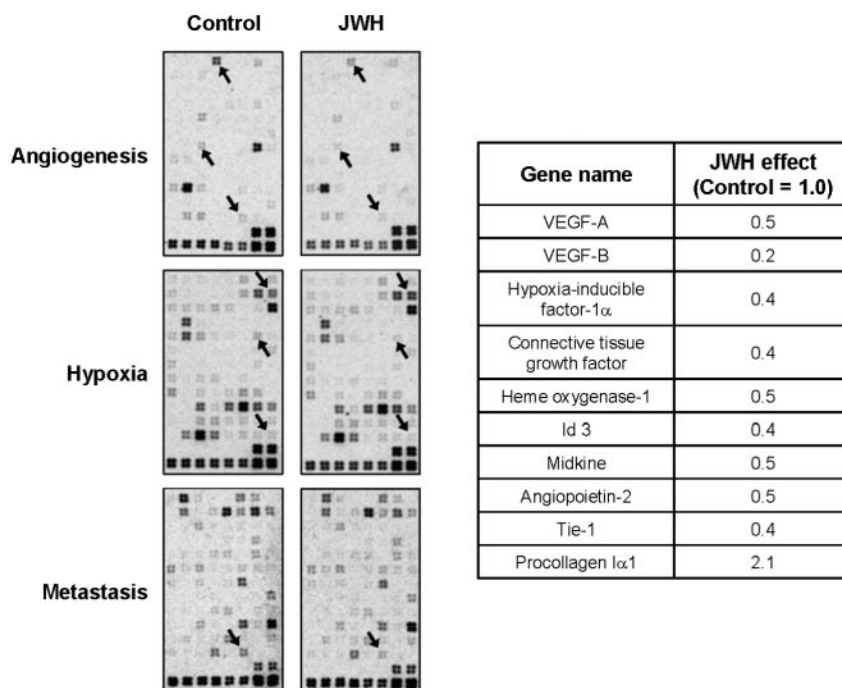 Control JWH
Angiogenesis
Hypoxia
Metastasis
Gene name JWH effect
(Control = 1.0)
VEGF-A 0.5
VEGF-B 0.2
Hypoxia-inducible
factor-1α 0.4
Connective tissue
growth factor 0.4
Heme oxygenase-1 0.5
Id 3 0.4
Midkine 0.5
Angiopoietin-2 0.5
Tie-1 0.4
Procollagen Iα1 2.1